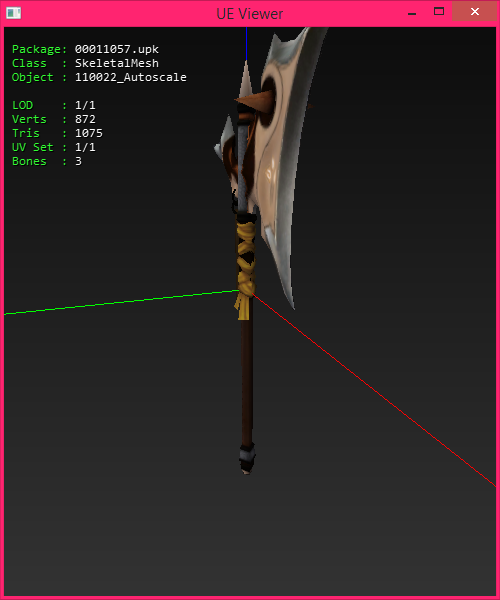 UE Viewer
Package: 00011057.upk
Class : SkeletalMesh
Object : 110022_Autoscale
LOD : 1/1
Verts : 872
Tris : 1075
UV Set : 1/1
Bones : 3